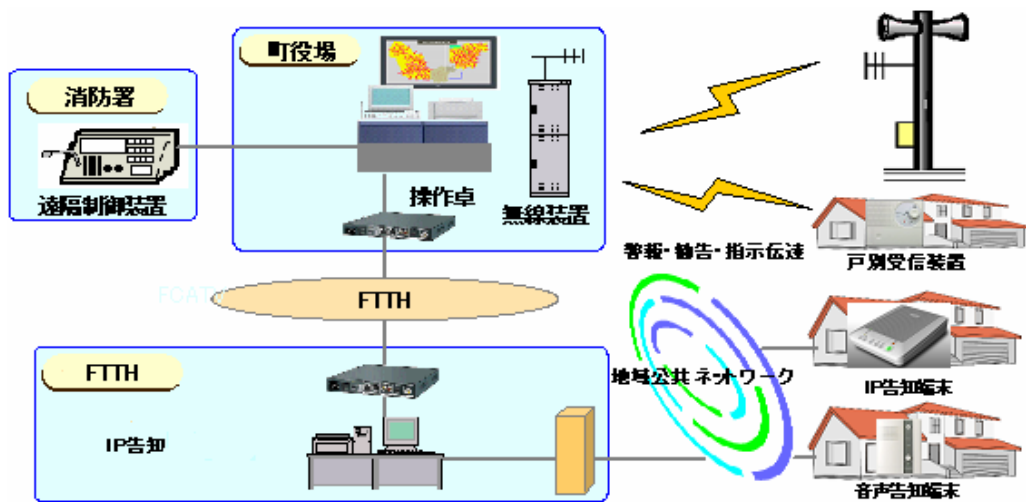 町役場
消防署
遠隔制御装置
操作卓
無線装置
警報・勧告・指示伝達
戸別受信装置
FCATV
FTTH
FTTH
地域公共ネットワーク
IP告知端末
IP告知
音声告知端末